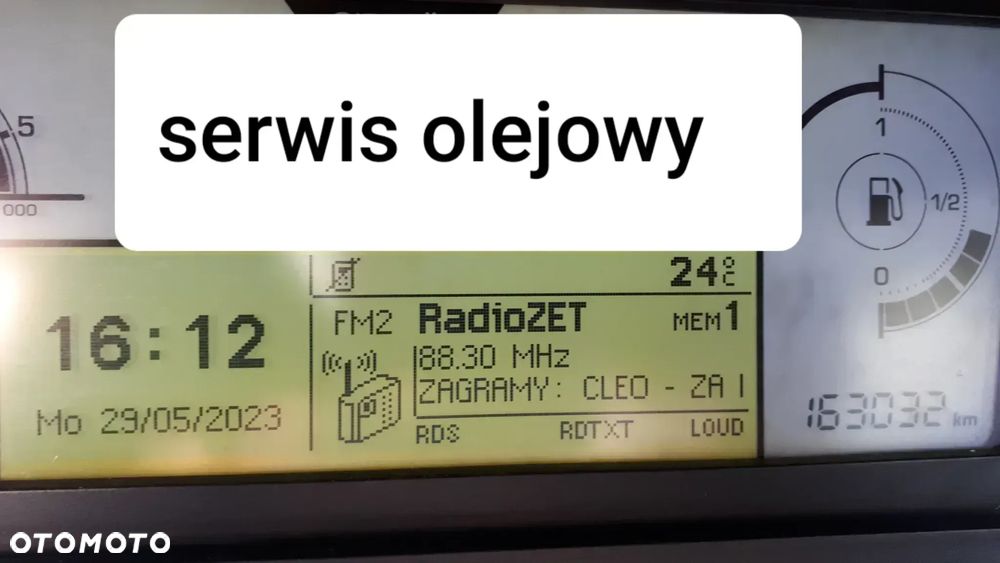 serwis olejowy
5
000
1
1/2
0
24°C
16:12
Mo 29/05/2023
FM2 RadioZET MEM1
88.30 MHz
ZAGRAMY: CLEO - ZA
RDS RDTXT LOUD
163032 km
OTOMOTO